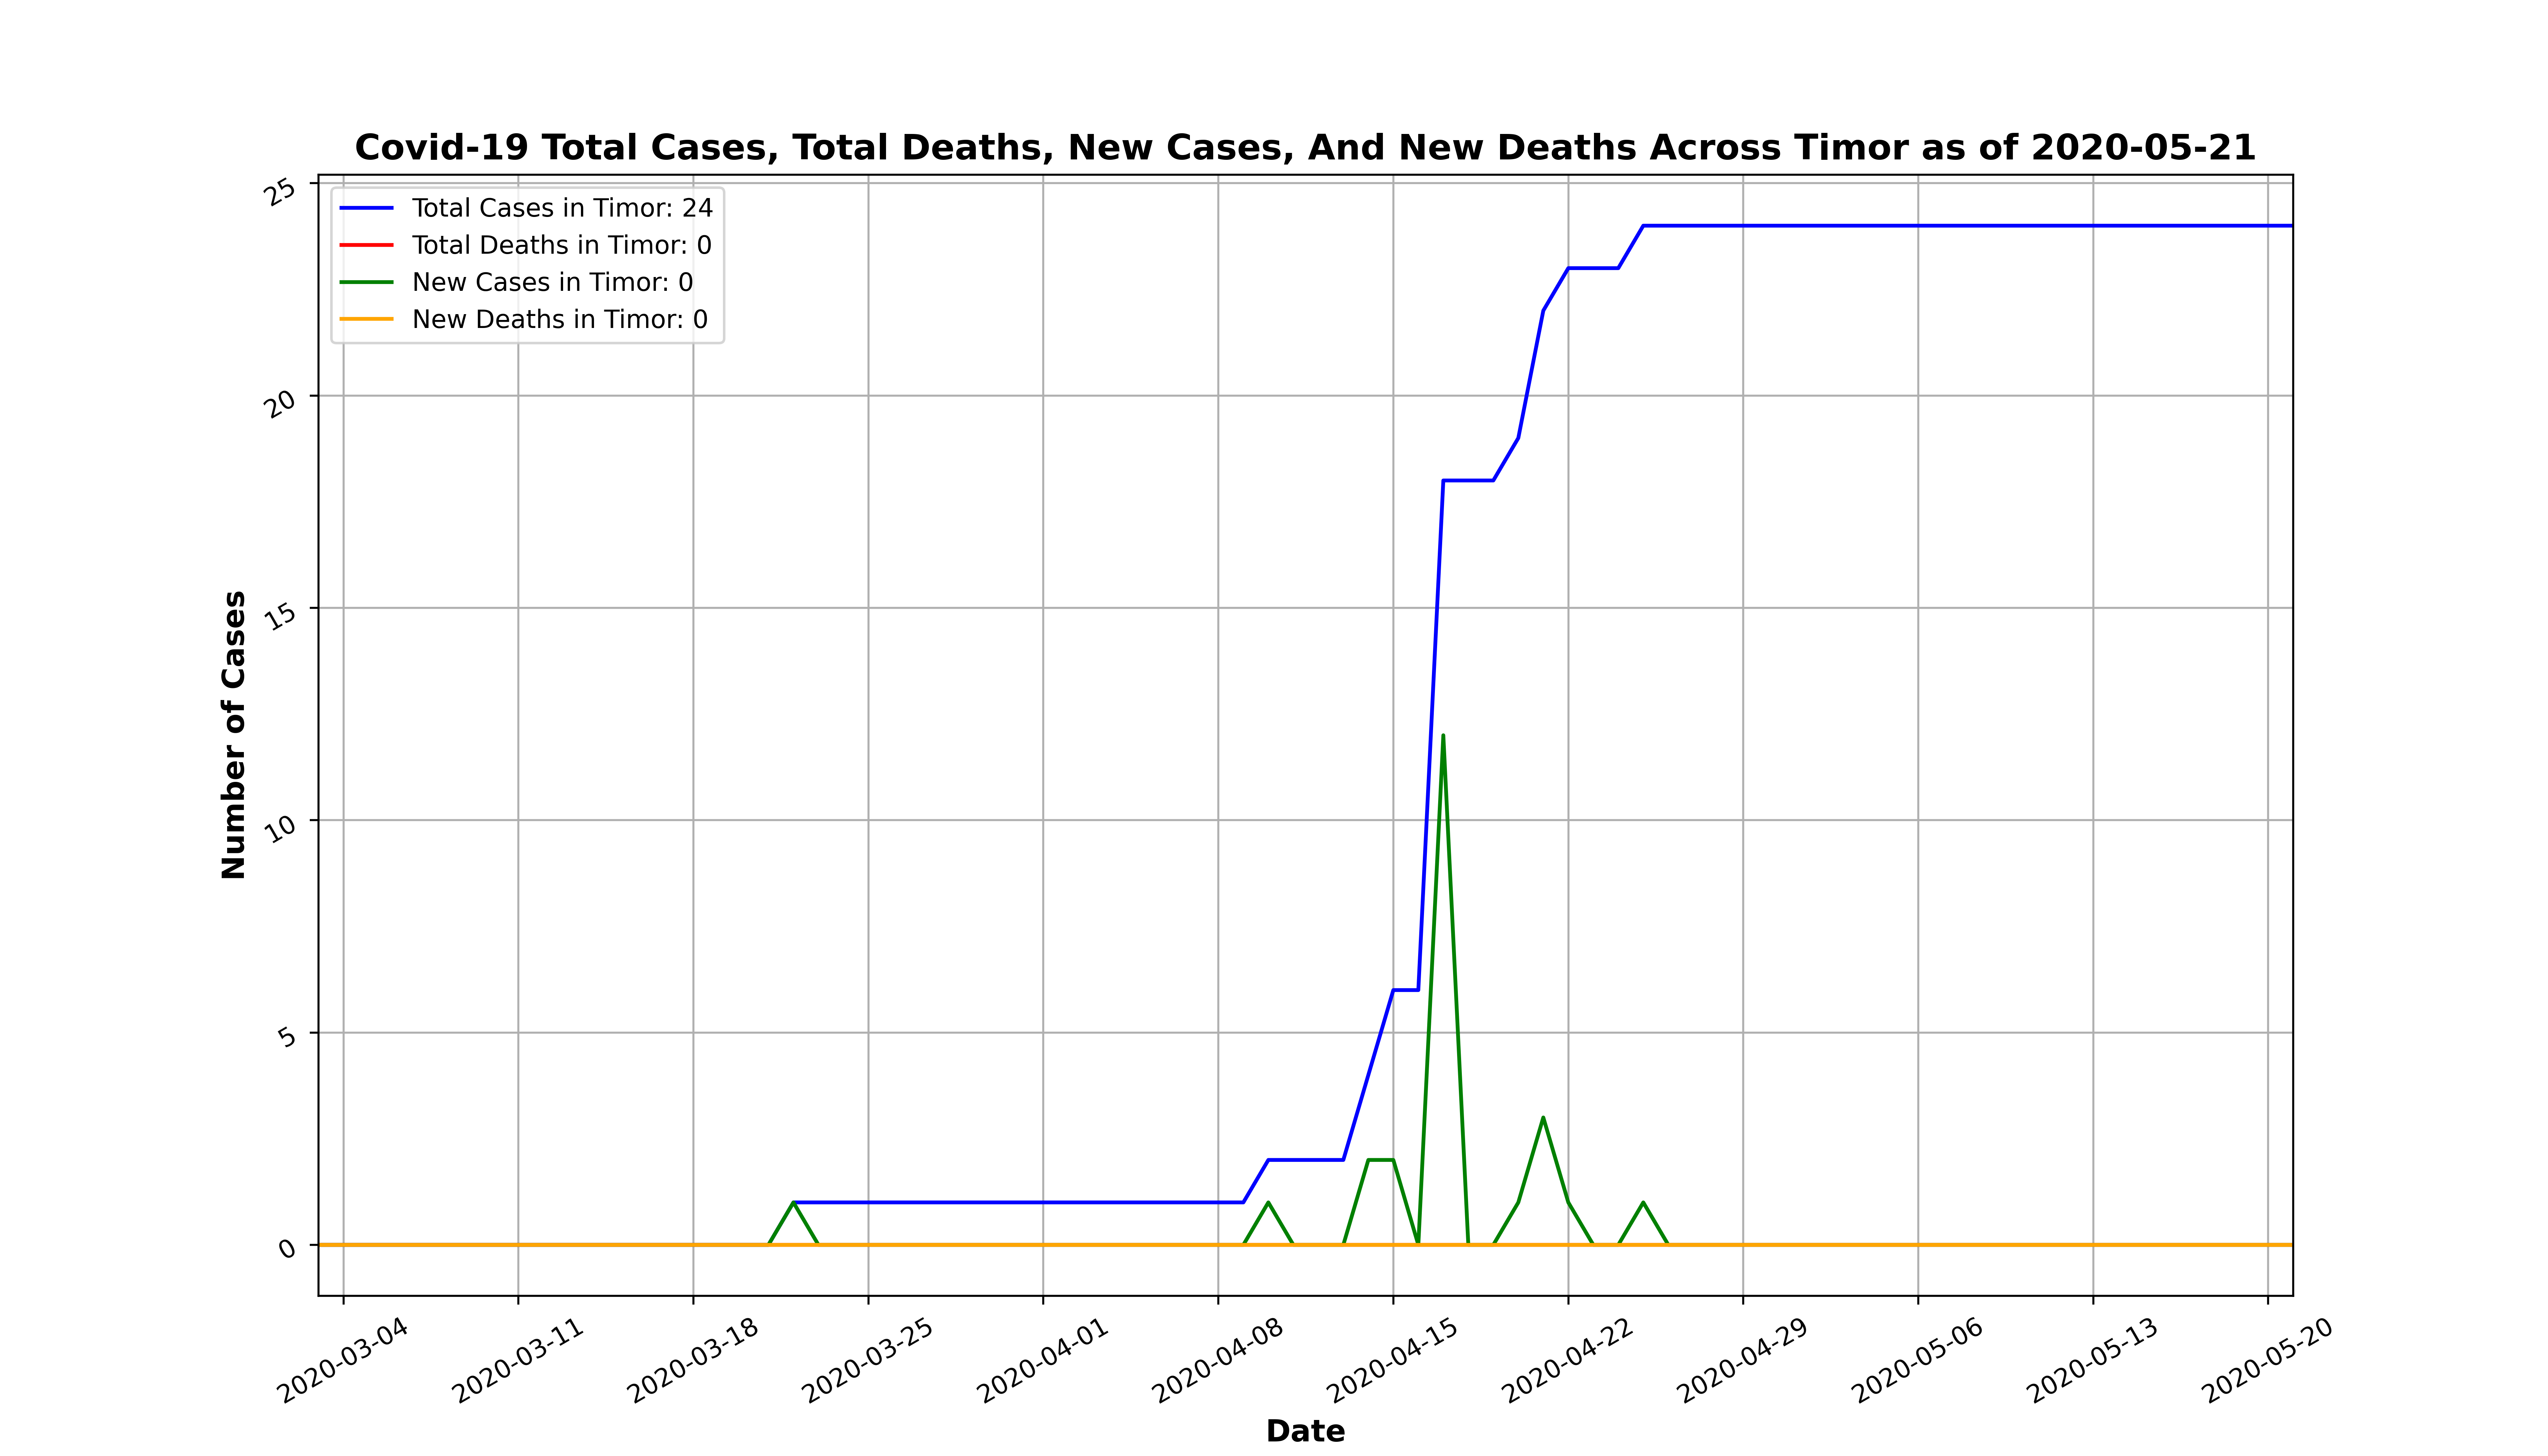 Covid-19 Total Cases, Total Deaths, New Cases, And New Deaths Across Timor as of 2020-05-21
Total Cases in Timor: 24
Total Deaths in Timor: 0
New Cases in Timor: 0
New Deaths in Timor: 0
Number of Cases
25
20
15
10
5
0
2020-03-04
2020-03-11
2020-03-18
2020-03-25
2020-04-01
2020-04-08
2020-04-15
2020-04-22
2020-04-29
2020-05-06
2020-05-13
2020-05-20
Date